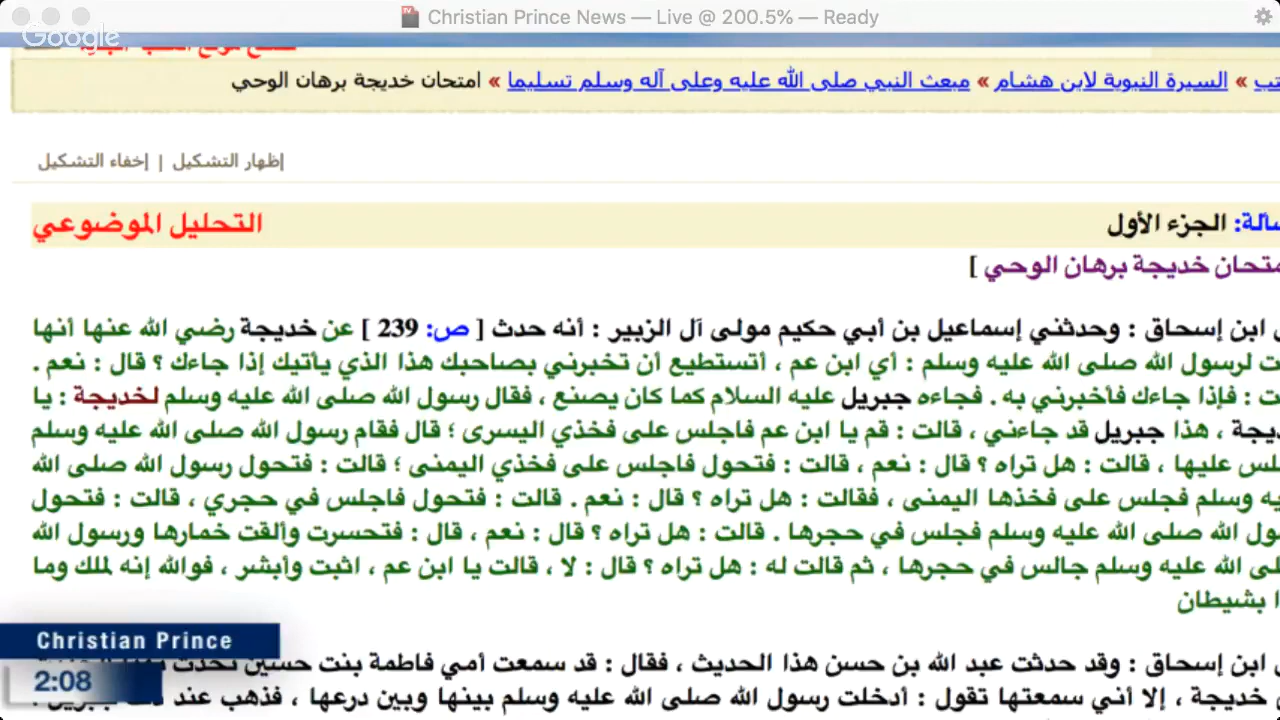 Christian Prince News — Live @ 200.5% — Ready
Google
» السيرة النبوية لابن هشام » مبعث النبي صلى الله عليه وعلى آله وسلم تسليما » امتحان خديجة برهان الوحي
إظهار التشكيل | إخفاء التشكيل
الجزء الأول
التحليل الموضوعي
خديجة برهان الوحي ]
ابن إسحاق : وحدثني إسماعيل بن أبي حكيم مولى آل الزبير : أنه حدث [ ص: 239 ] عن خديجة رضي الله عنها أنها
لرسول الله صلى الله عليه وسلم : أي ابن عم ، أتستطيع أن تخبرني بصاحبك هذا الذي يأتيك إذا جاءك ؟ قال : نعم .
: فإذا جاءك فأخبرني به . فجاءه جبريل عليه السلام كما كان يصنع ، فقال رسول الله صلى الله عليه وسلم لخديجة : يا
، هذا جبريل قد جاءني ، قالت : قم يا ابن عم فاجلس على فخذي اليسرى ؛ قال فقام رسول الله صلى الله عليه وسلم
عليها ، قالت : هل تراه ؟ قال : نعم ، قالت : فتحول فاجلس على فخذي اليمنى ؛ قالت : فتحول رسول الله صلى الله
وسلم فجلس على فخذها اليمنى ، فقالت : هل تراه ؟ قال : نعم . قالت : فتحول فاجلس في حجري ، قالت : فتحول
الله صلى الله عليه وسلم فجلس في حجرها . قالت : هل تراه ؟ قال : نعم ، قال : فتحسرت وألقت خمارها ورسول الله
الله عليه وسلم جالس في حجرها ، ثم قالت له : هل تراه ؟ قال : لا ، قالت يا ابن عم ، اثبت وأبشر ، فوالله إنه لملك وما
بشيطان
ابن إسحاق : وقد حدثت عبد الله بن حسن هذا الحديث ، فقال : قد سمعت أمي فاطمة بنت حسين تحدث
خديجة ، إلا أني سمعتها تقول : أدخلت رسول الله صلى الله عليه وسلم بينها وبين درعها ، فذهب عند
Christian Prince
2:08